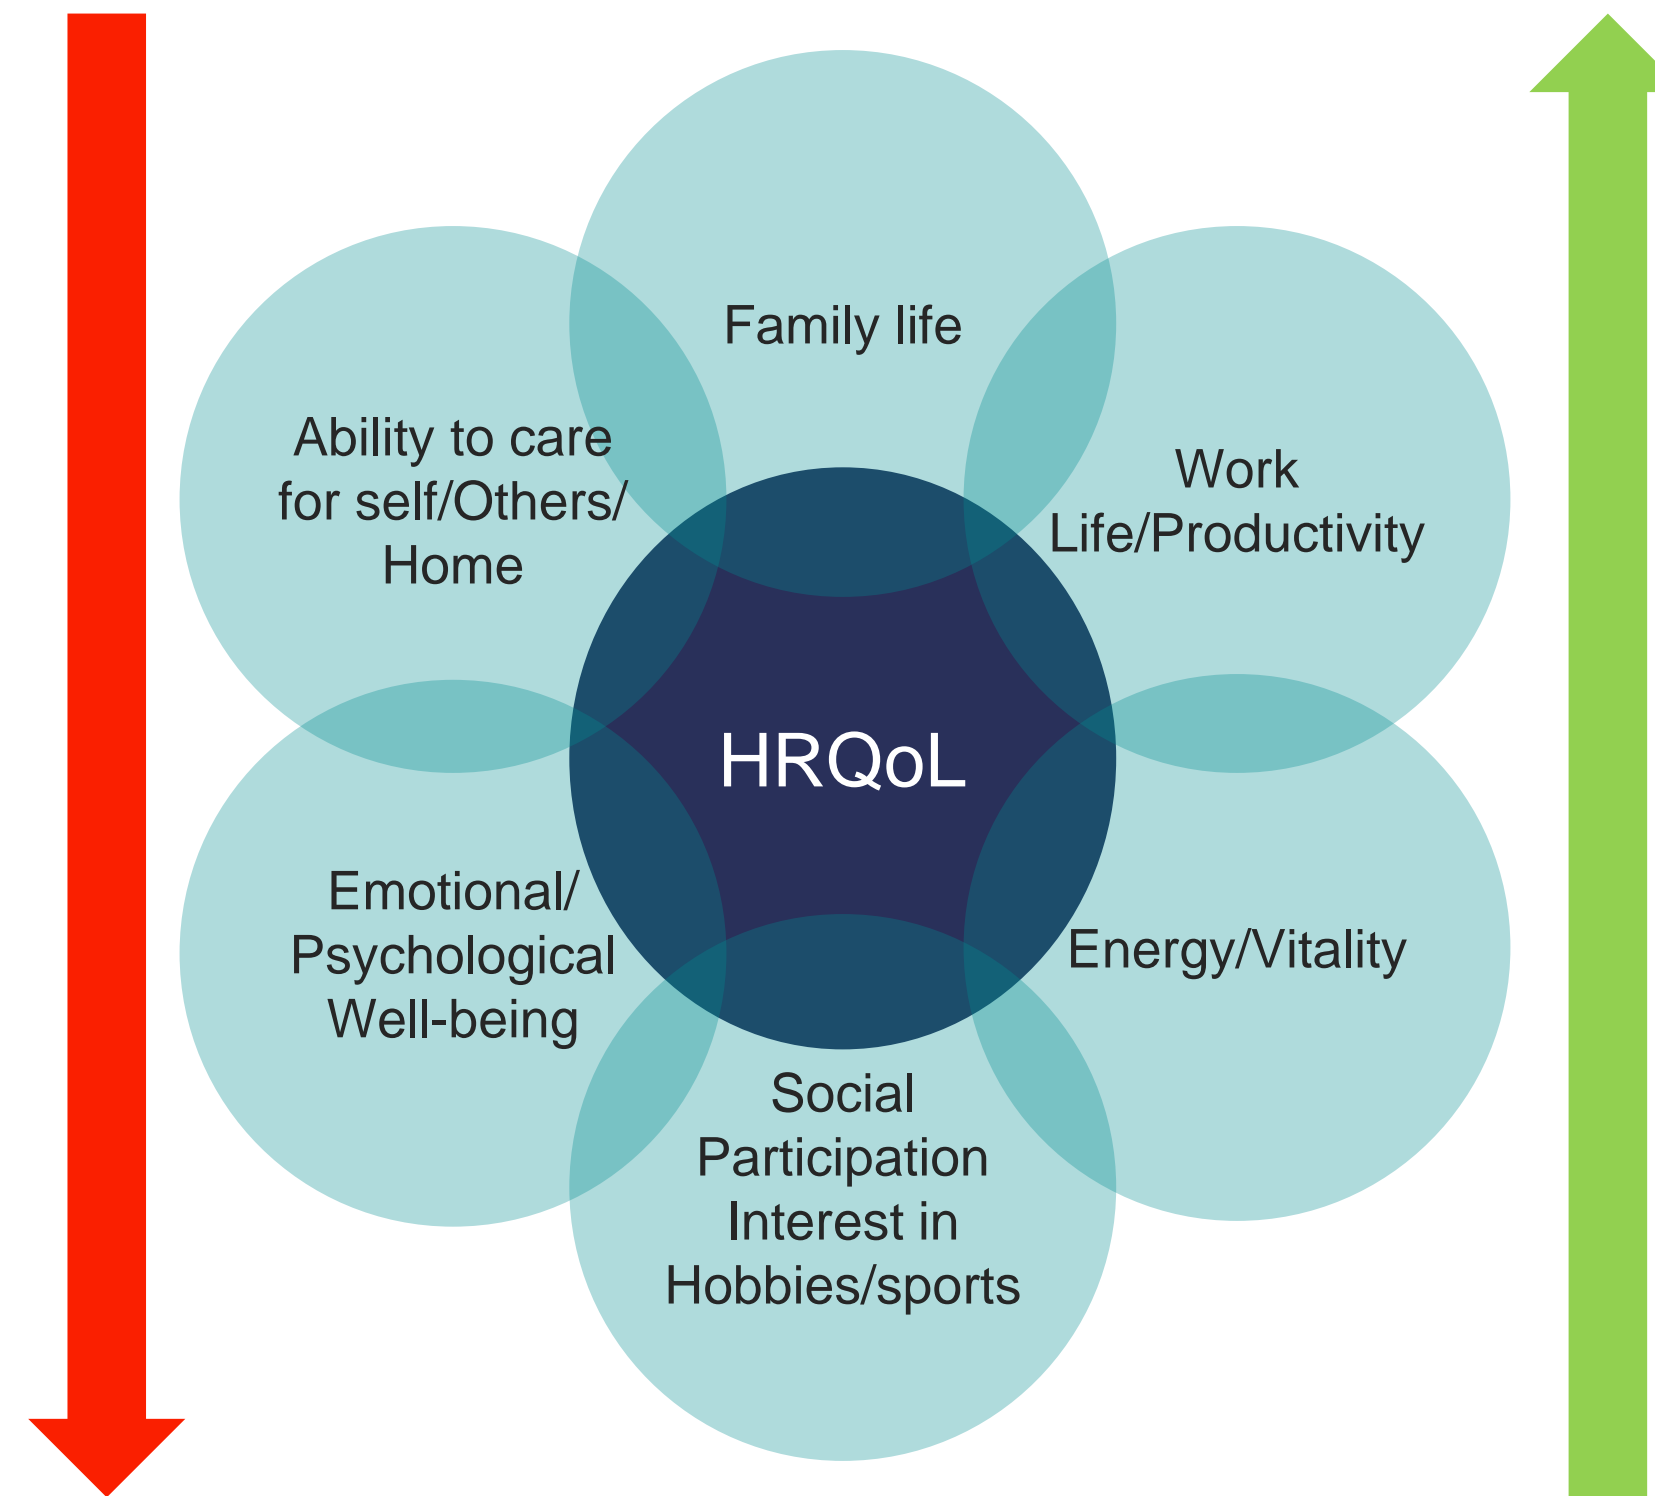 Family life
Ability to care
for self/Others/
Home
Work
Life/Productivity
HRQoL
Emotional/
Psychological
Well-being
Energy/Vitality
Social
Participation
Interest in
Hobbies/sports